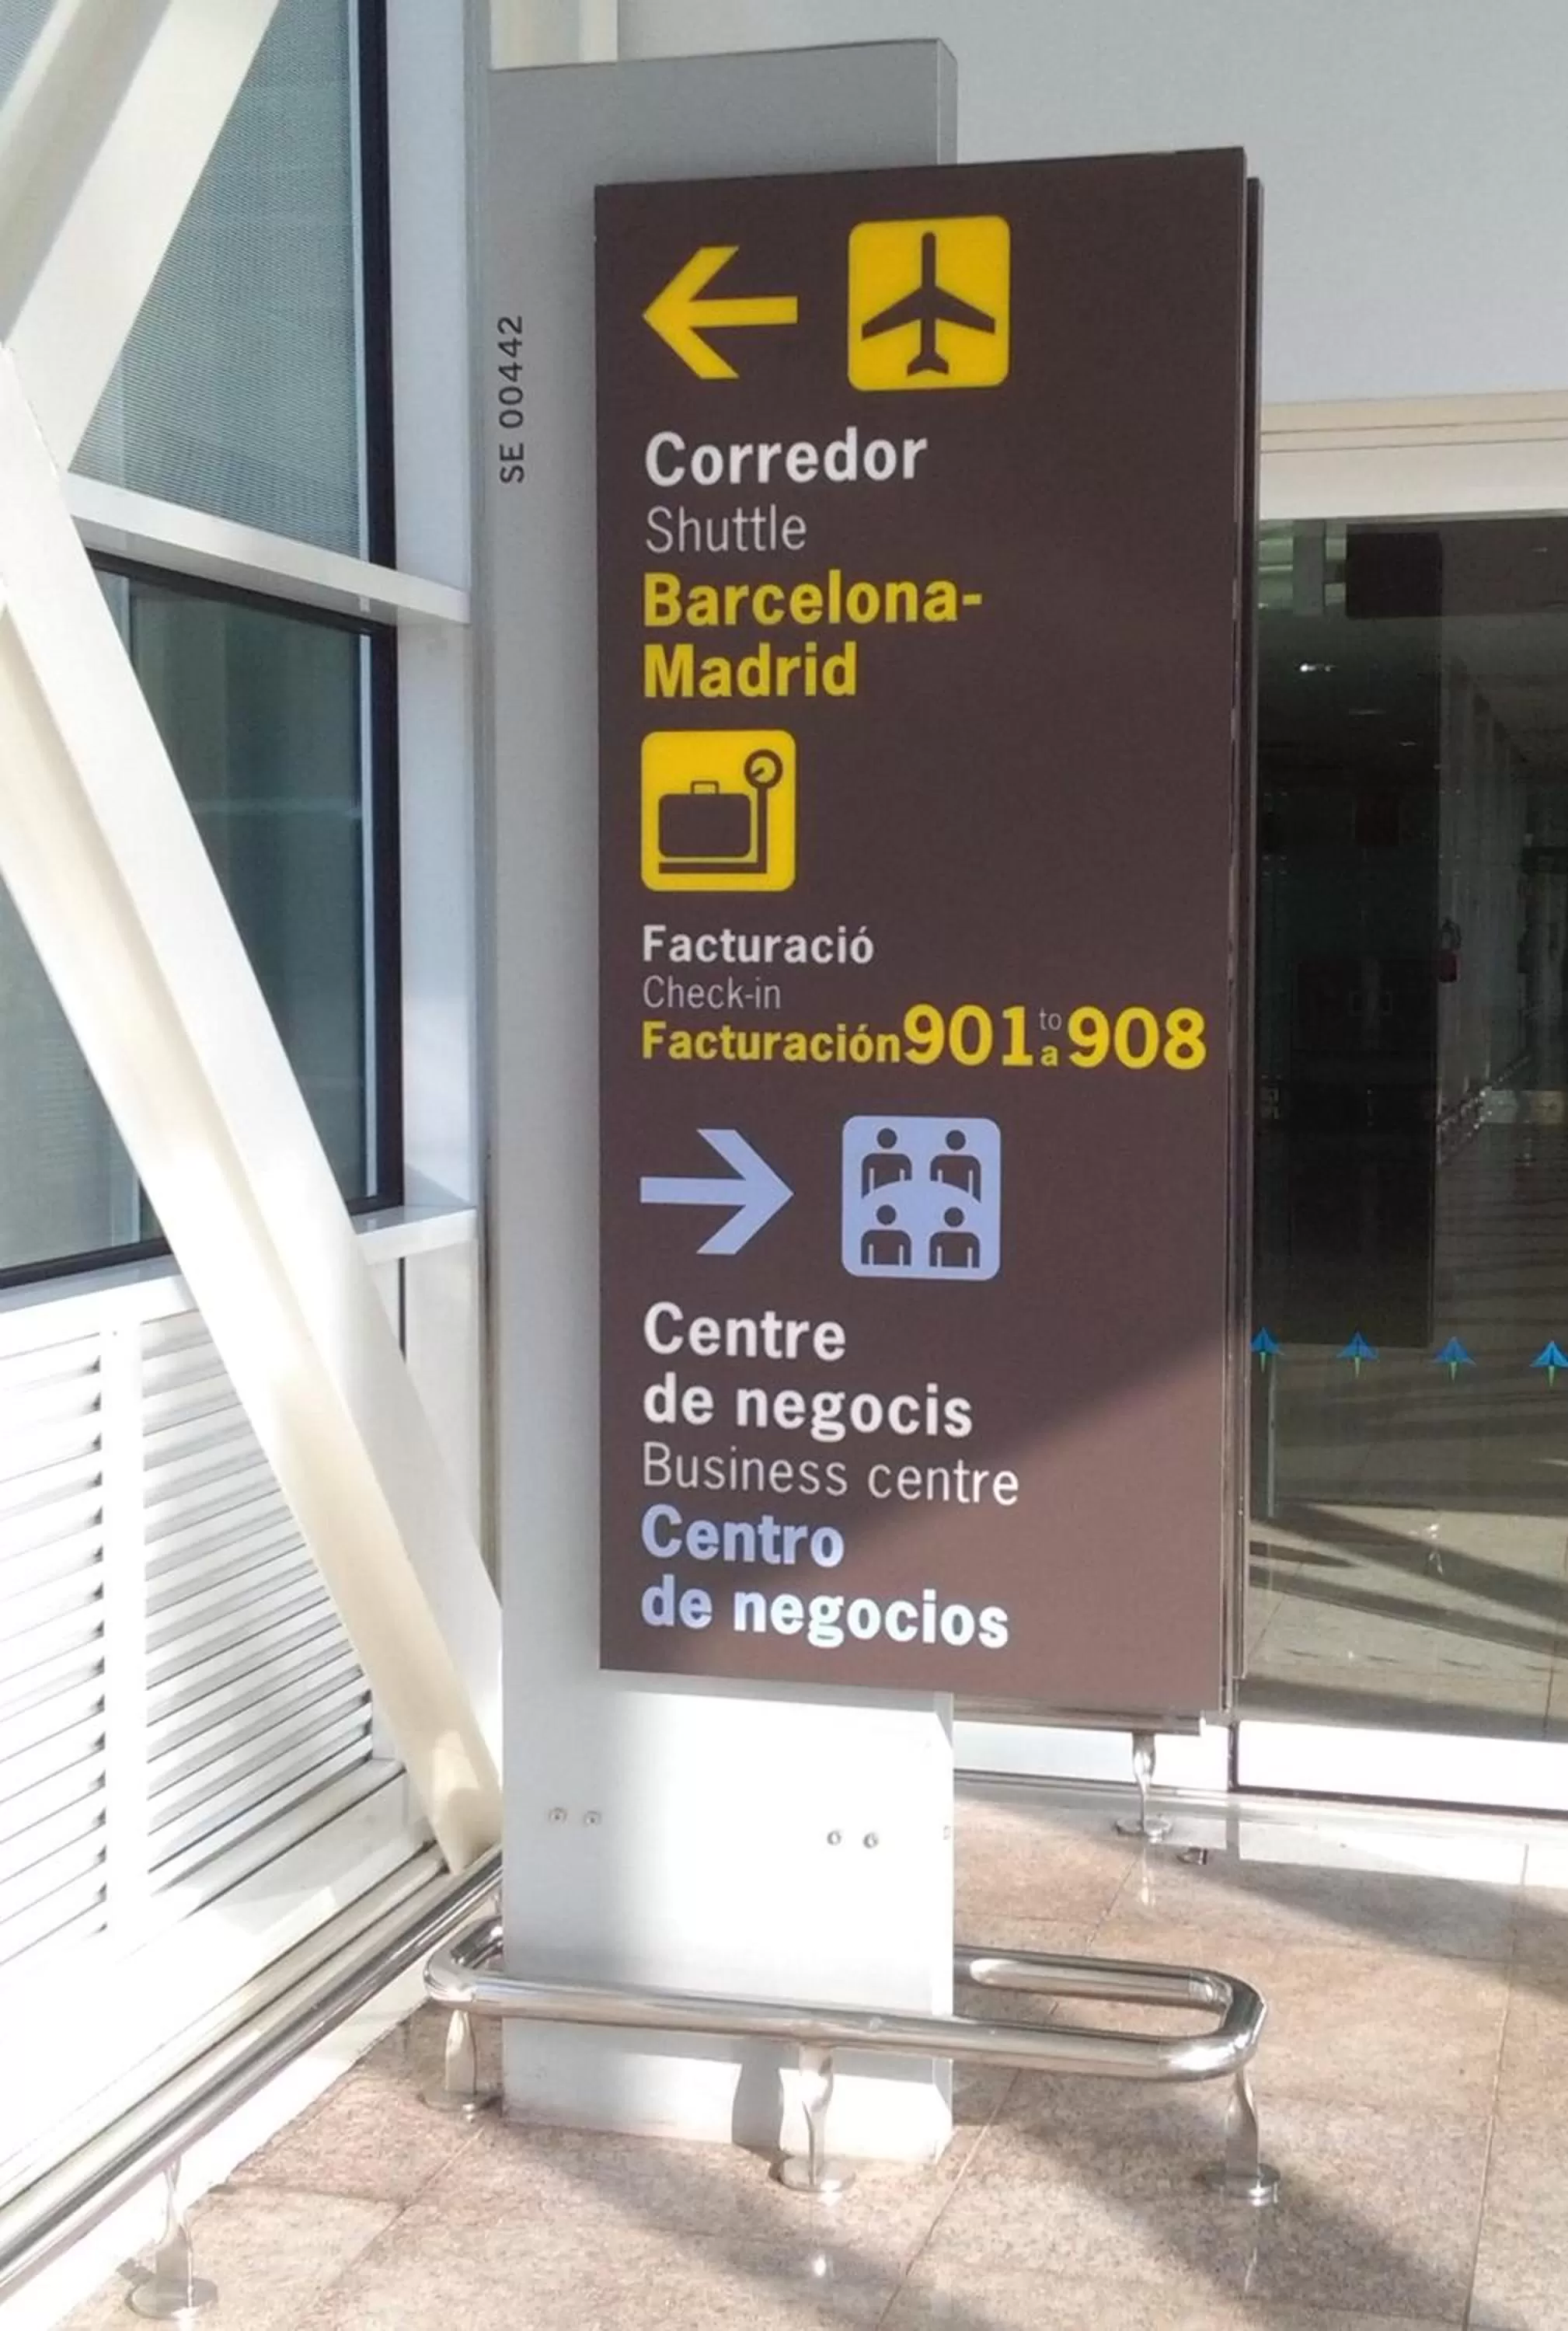 SE 00442
Corredor
Shuttle
Barcelona-
Madrid
Facturació
Check-in
Facturación 901 to a 908
Centre
de negocis
Business centre
Centro
de negocios